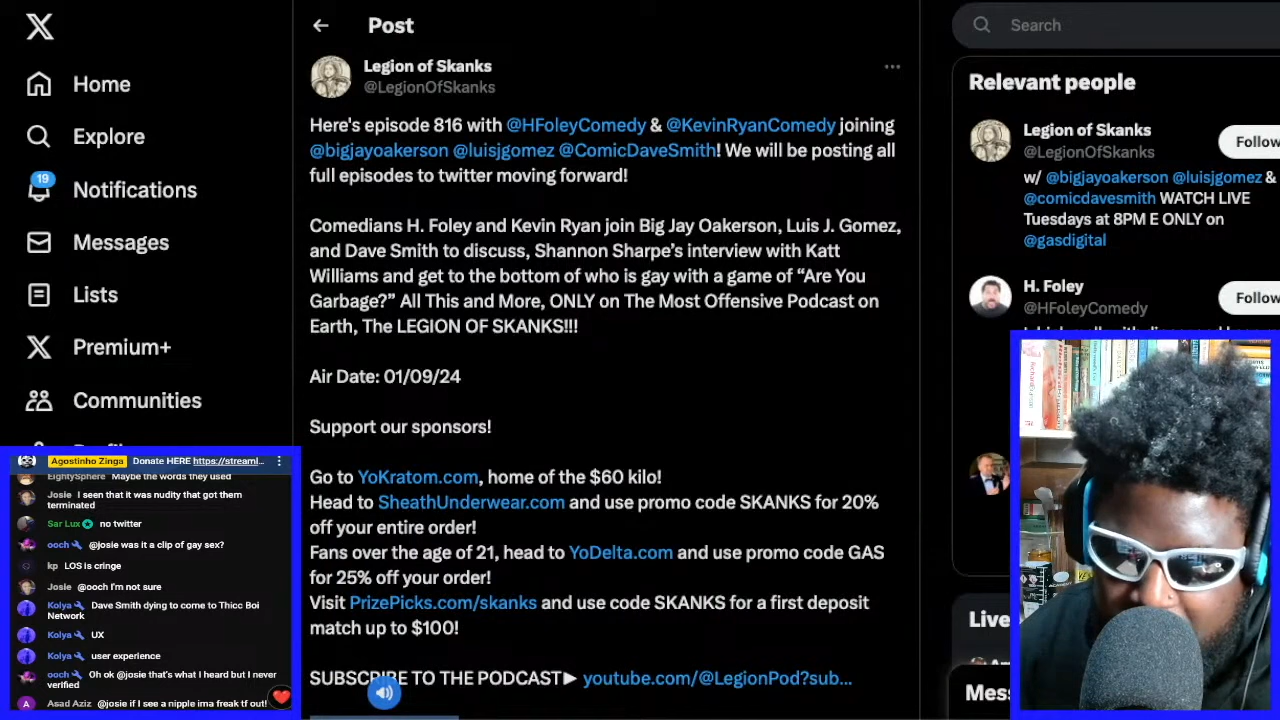 Home
Explore
19
Notifications
Messages
Lists
Premium+
Communities
Post
Legion of Skanks
@LegionOfSkanks
Here's episode 816 with @HFoleyComedy & @KevinRyanComedy joining
@bigjayoakerson @luisjgomez @ComicDaveSmith! We will be posting all
full episodes to twitter moving forward!
Comedians H. Foley and Kevin Ryan join Big Jay Oakerson, Luis J. Gomez,
and Dave Smith to discuss, Shannon Sharpe's interview with Katt
Williams and get to the bottom of who is gay with a game of “Are You
Garbage?” All This and More, ONLY on The Most Offensive Podcast on
Earth, The LEGION OF SKANKS!!!
Air Date: 01/09/24
Support our sponsors!
Go to YoKratom.com, home of the $60 kilo!
Head to SheathUnderwear.com and use promo code SKANKS for 20%
off your entire order!
Fans over the age of 21, head to YoDelta.com and use promo code GAS
for 25% off your order!
Visit PrizePicks.com/skanks and use code SKANKS for a first deposit
match up to $100!
SUBSCRIBE TO THE PODCAST▶ youtube.com/@LegionPod?sub...
Search
Relevant people
Legion of Skanks
@LegionOfSkanks
Follow
w/ @bigjayoakerson @luisjgomez &
@comicdavesmith WATCH LIVE
Tuesdays at 8PM E ONLY on
@gasdigital
H. Foley
@HFoleyComedy
Follow
Live
Mess
Agostinho Zinga Donate HERE https://streaml...
EightySphere Maybe the words they used
Josie I seen that it was nudity that got them
terminated
Sar Lux no twitter
ooch @josie was it a clip of gay sex?
kp LOS is cringe
Josie @ooch I'm not sure
Kolya Dave Smith dying to come to Thicc Boi
Network
Kolya UX
Kolya user experience
ooch Oh ok @josie that's what I heard but I never
verified
Asad Aziz @josie if I see a nipple ima freak tf out!